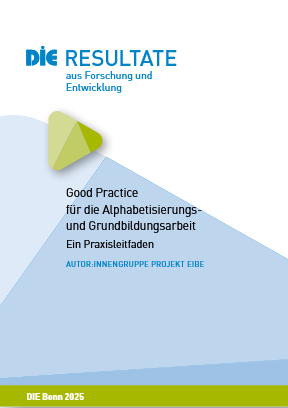 DIE RESULTATE
aus Forschung und
Entwicklung
Good Practice
für die Alphabetisierungs-
und Grundbildungsarbeit
Ein Praxisleitfaden
AUTOR:INNENGRUPPE PROJEKT EIBE
DIE Bonn 2025